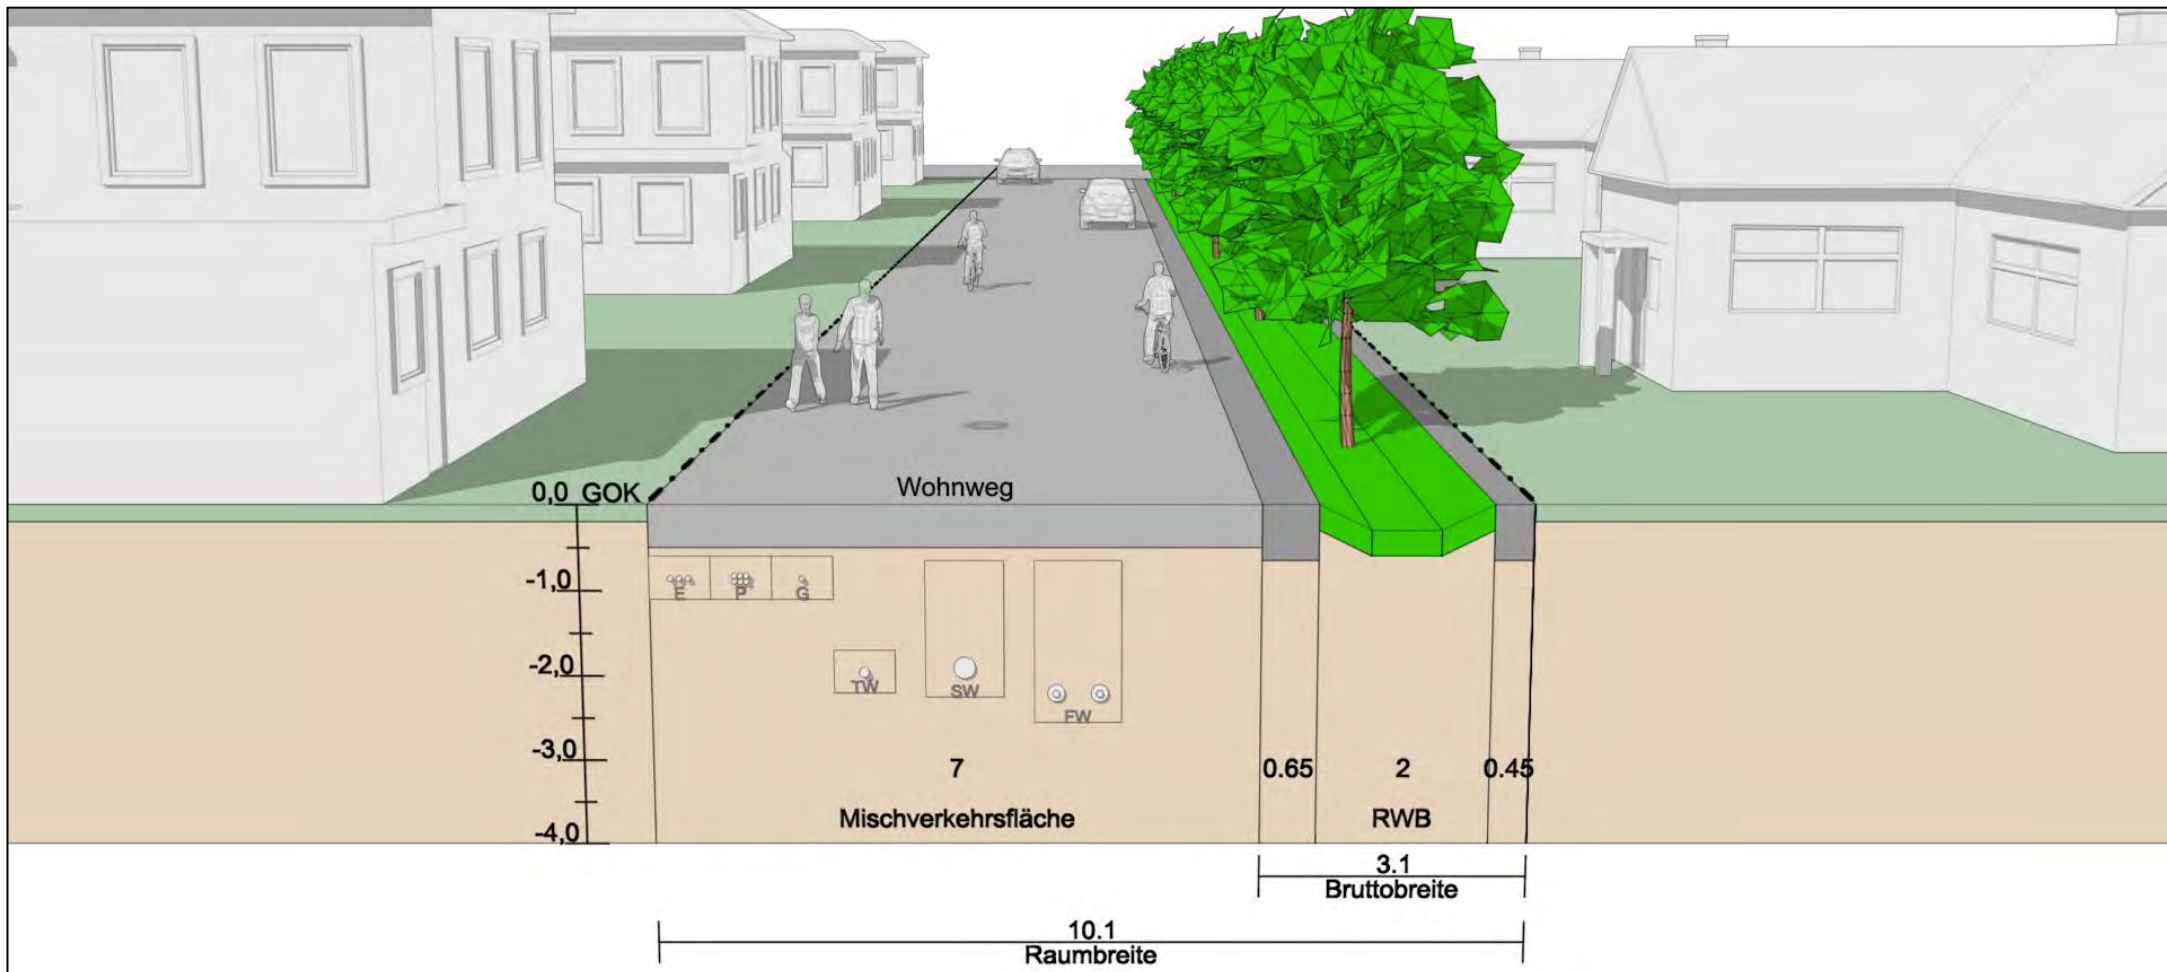 Wohnweg
0,0 GOK
-1,0
E P G
-2,0
TW SW FW
-3,0
7 0.65 2 0.45
Mischverkehrsfläche RWB
-4,0
3.1
Bruttobreite
10.1
Raumbreite